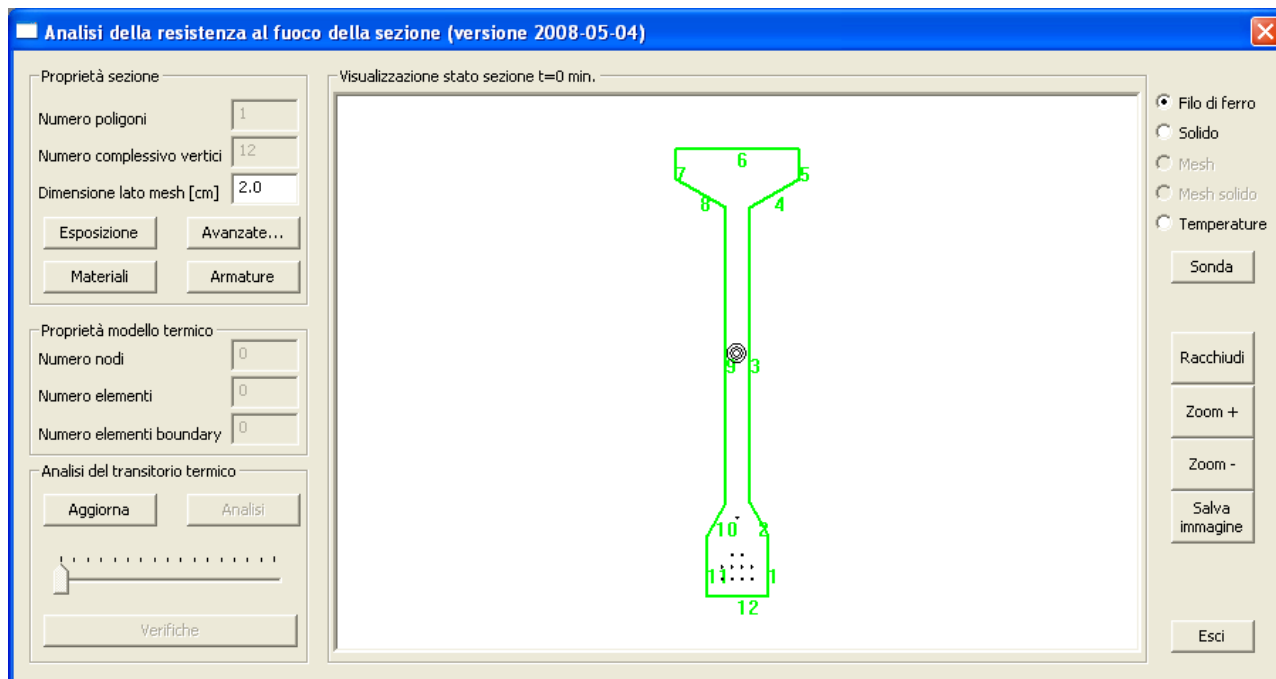 Analisi della resistenza al fuoco della sezione (versione 2008-05-04)
Proprietà sezione
Numero poligoni 1
Numero complessivo vertici 12
Dimensione lato mesh [cm] 2.0
Esposizione Avanzate...
Materiali Armature
Proprietà modello termico
Numero nodi 0
Numero elementi 0
Numero elementi boundary 0
Analisi del transitorio termico
Aggiorna Analisi
Verifiche
Visualizzazione stato sezione t=0 min.
6
7 5
8 4
9 3
10 2
11 1
12
Filo di ferro
Solido
Mesh
Mesh solido
Temperature
Sonda
Racchiudi
Zoom +
Zoom -
Salva
immagine
Esci